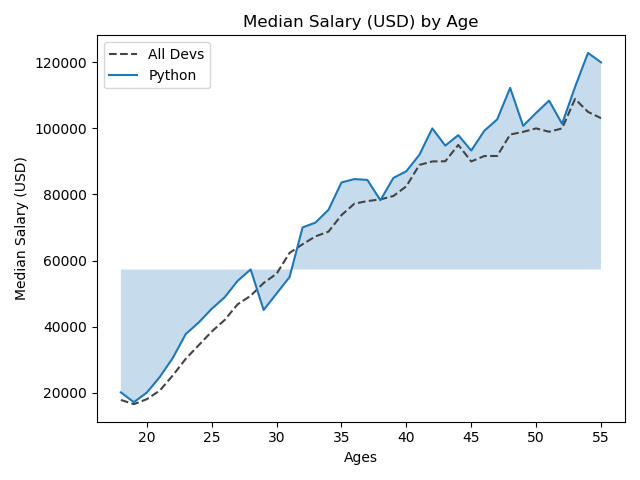 Median Salary (USD) by Age
All Devs
Python
Median Salary (USD)
120000
100000
80000
60000
40000
20000
20 25 30 35 40 45 50 55
Ages